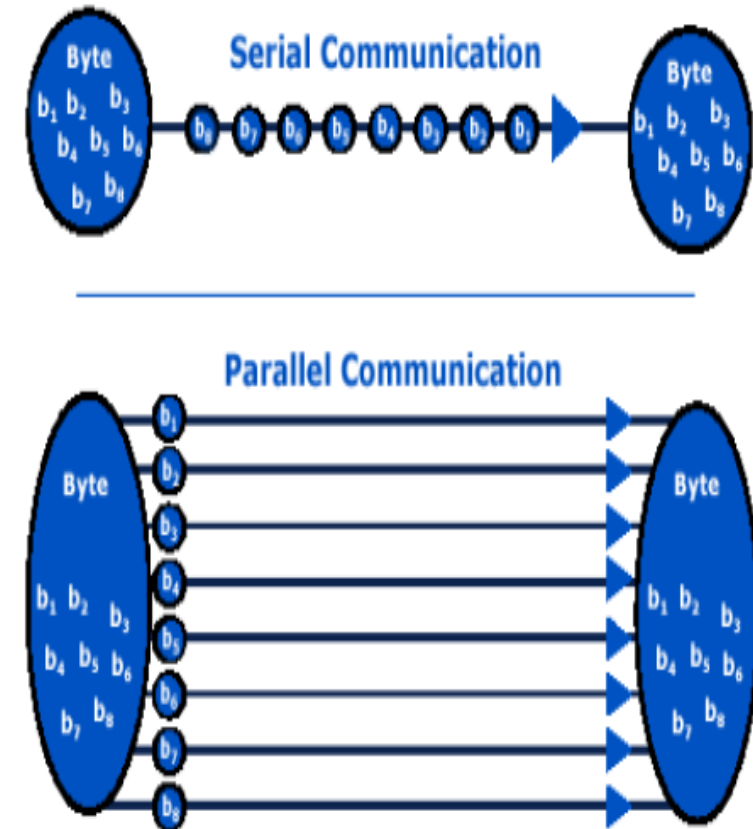 Serial Communication
Byte
b₁ b₂ b₃
b₄ b₅ b₆
b₇ b₈
b₈ b₇ b₆ b₅ b₄ b₃ b₂ b₁
Byte
b₁ b₂ b₃
b₄ b₅ b₆
b₇ b₈
Parallel Communication
Byte
b₁ b₂ b₃
b₄ b₅ b₆
b₇ b₈
b₁
b₂
b₃
b₄
b₅
b₆
b₇
b₈
Byte
b₁ b₂ b₃
b₄ b₅ b₆
b₇ b₈